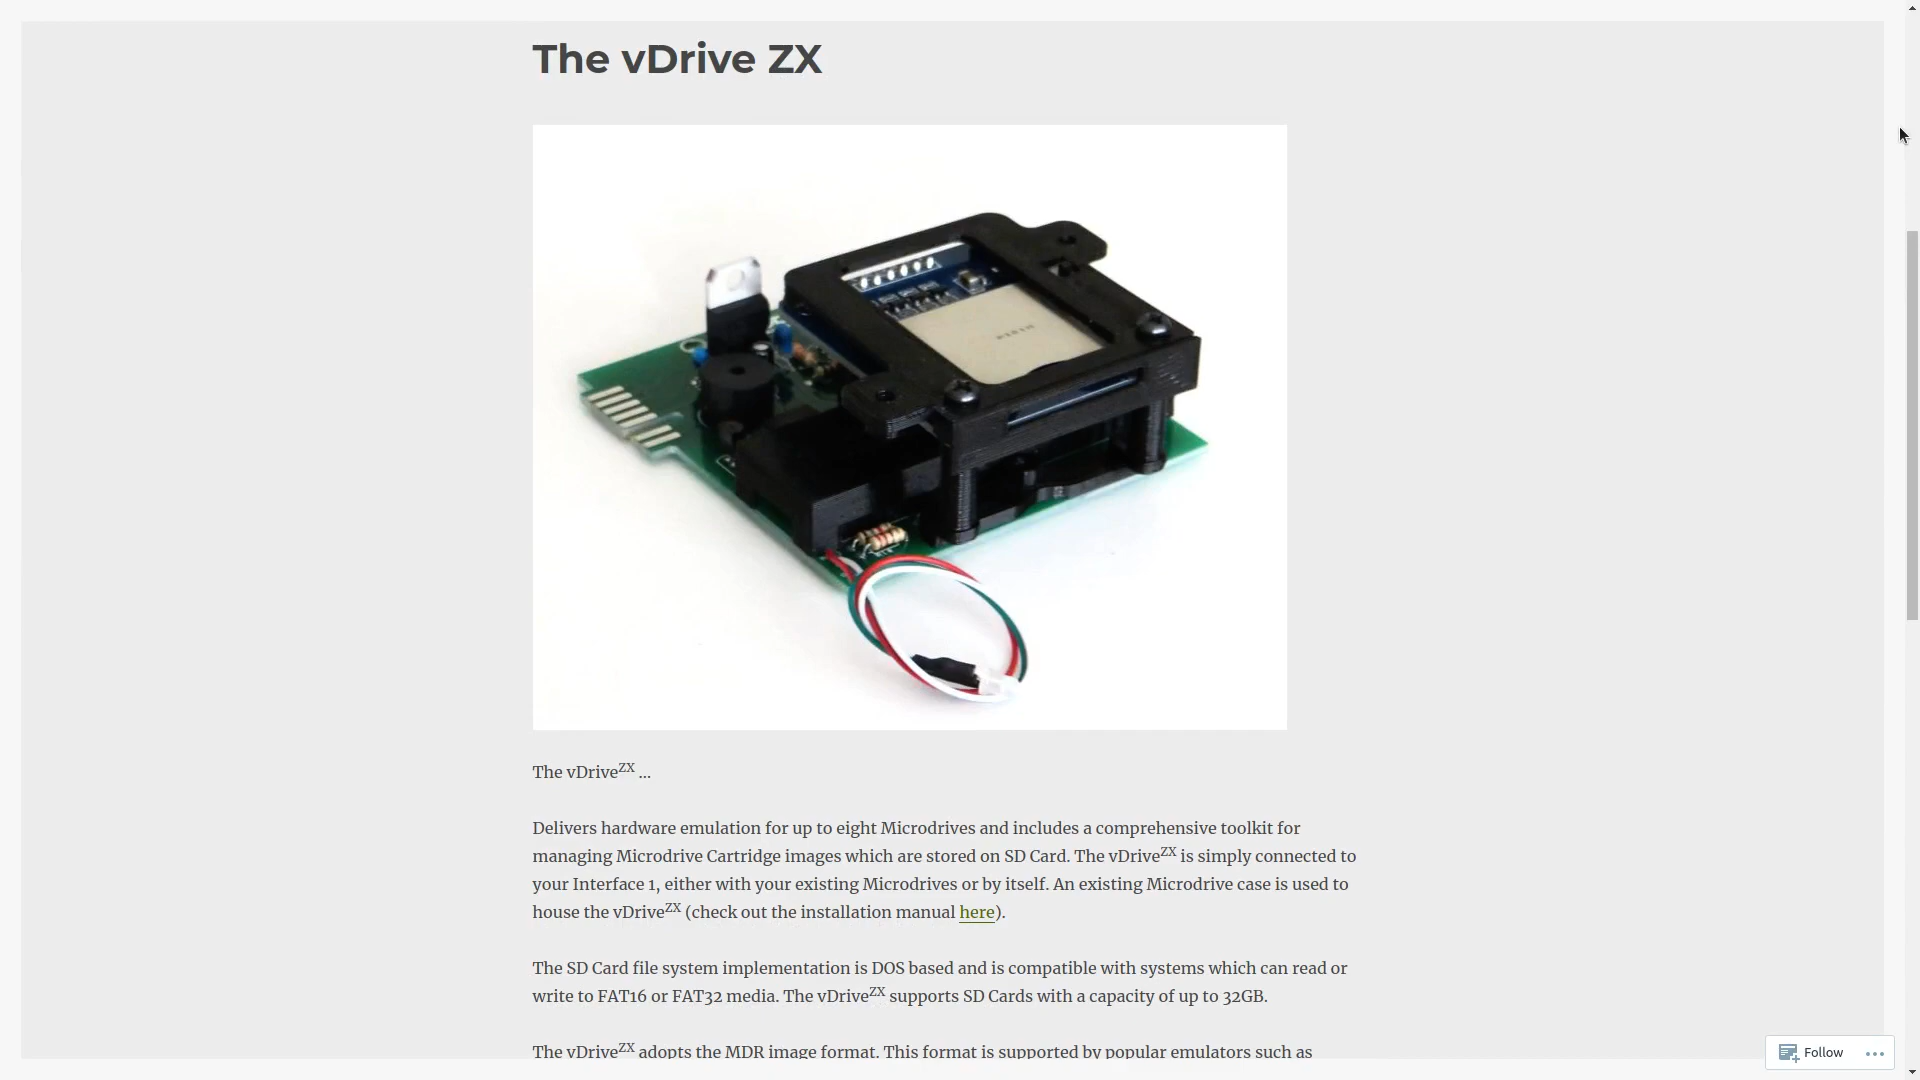 The vDrive ZX
The vDriveZX …
Delivers hardware emulation for up to eight Microdrives and includes a comprehensive toolkit for
managing Microdrive Cartridge images which are stored on SD Card. The vDriveZX is simply connected to
your Interface 1, either with your existing Microdrives or by itself. An existing Microdrive case is used to
house the vDriveZX (check out the installation manual here).
The SD Card file system implementation is DOS based and is compatible with systems which can read or
write to FAT16 or FAT32 media. The vDriveZX supports SD Cards with a capacity of up to 32GB.
The vDriveZX adopts the MDR image format. This format is supported by popular emulators such as
Follow